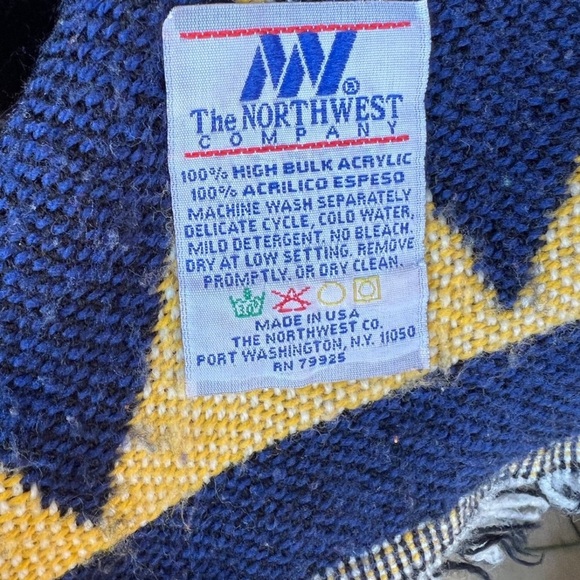 NW®
The NORTHWEST
COMPANY
100% HIGH BULK ACRYLIC
100% ACRILICO ESPESO
MACHINE WASH SEPARATELY
DELICATE CYCLE, COLD WATER,
MILD DETERGENT. NO BLEACH.
DRY AT LOW SETTING. REMOVE
PROMPTLY. OR DRY CLEAN.
30
MADE IN USA
THE NORTHWEST CO.
PORT WASHINGTON, N.Y. 11050
RN 79925